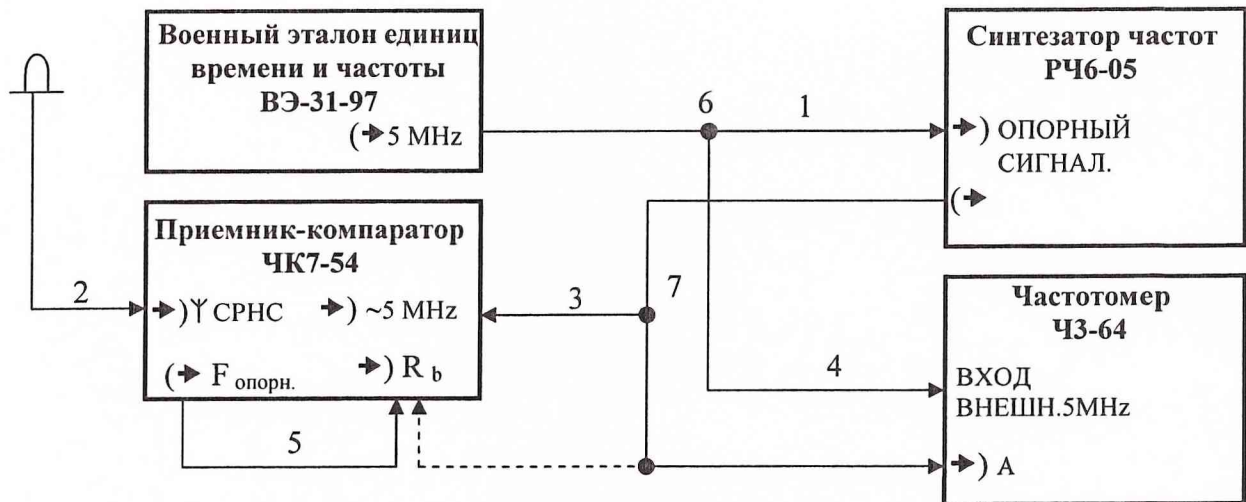 Военный эталон единиц
времени и частоты
ВЭ-31-97
(➔ 5 MHz
Синтезатор частот
РЧ6-05
➔) ОПОРНЫЙ
СИГНАЛ.
(➔
6
1
Приемник-компаратор
ЧК7-54
➔) СРНС
➔) ~5 MHz
(➔ F опорн.
➔) R b
2
3
7
5
4
Частотомер
Ч3-64
ВХОД
ВНЕШН.5MHz
➔) A